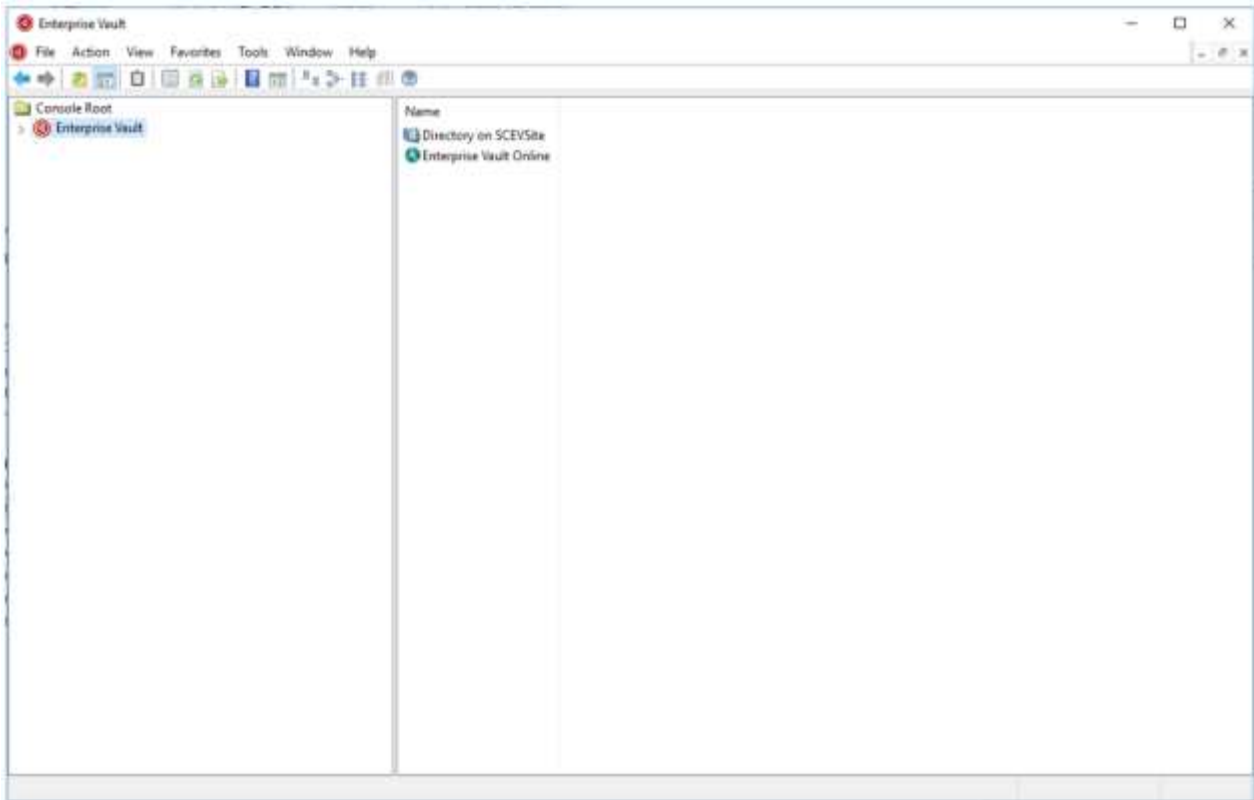 Enterprise Vault
File Action View Favorites Tools Window Help
Console Root
Enterprise Vault
Name
Directory on SCEVSite
Enterprise Vault Online